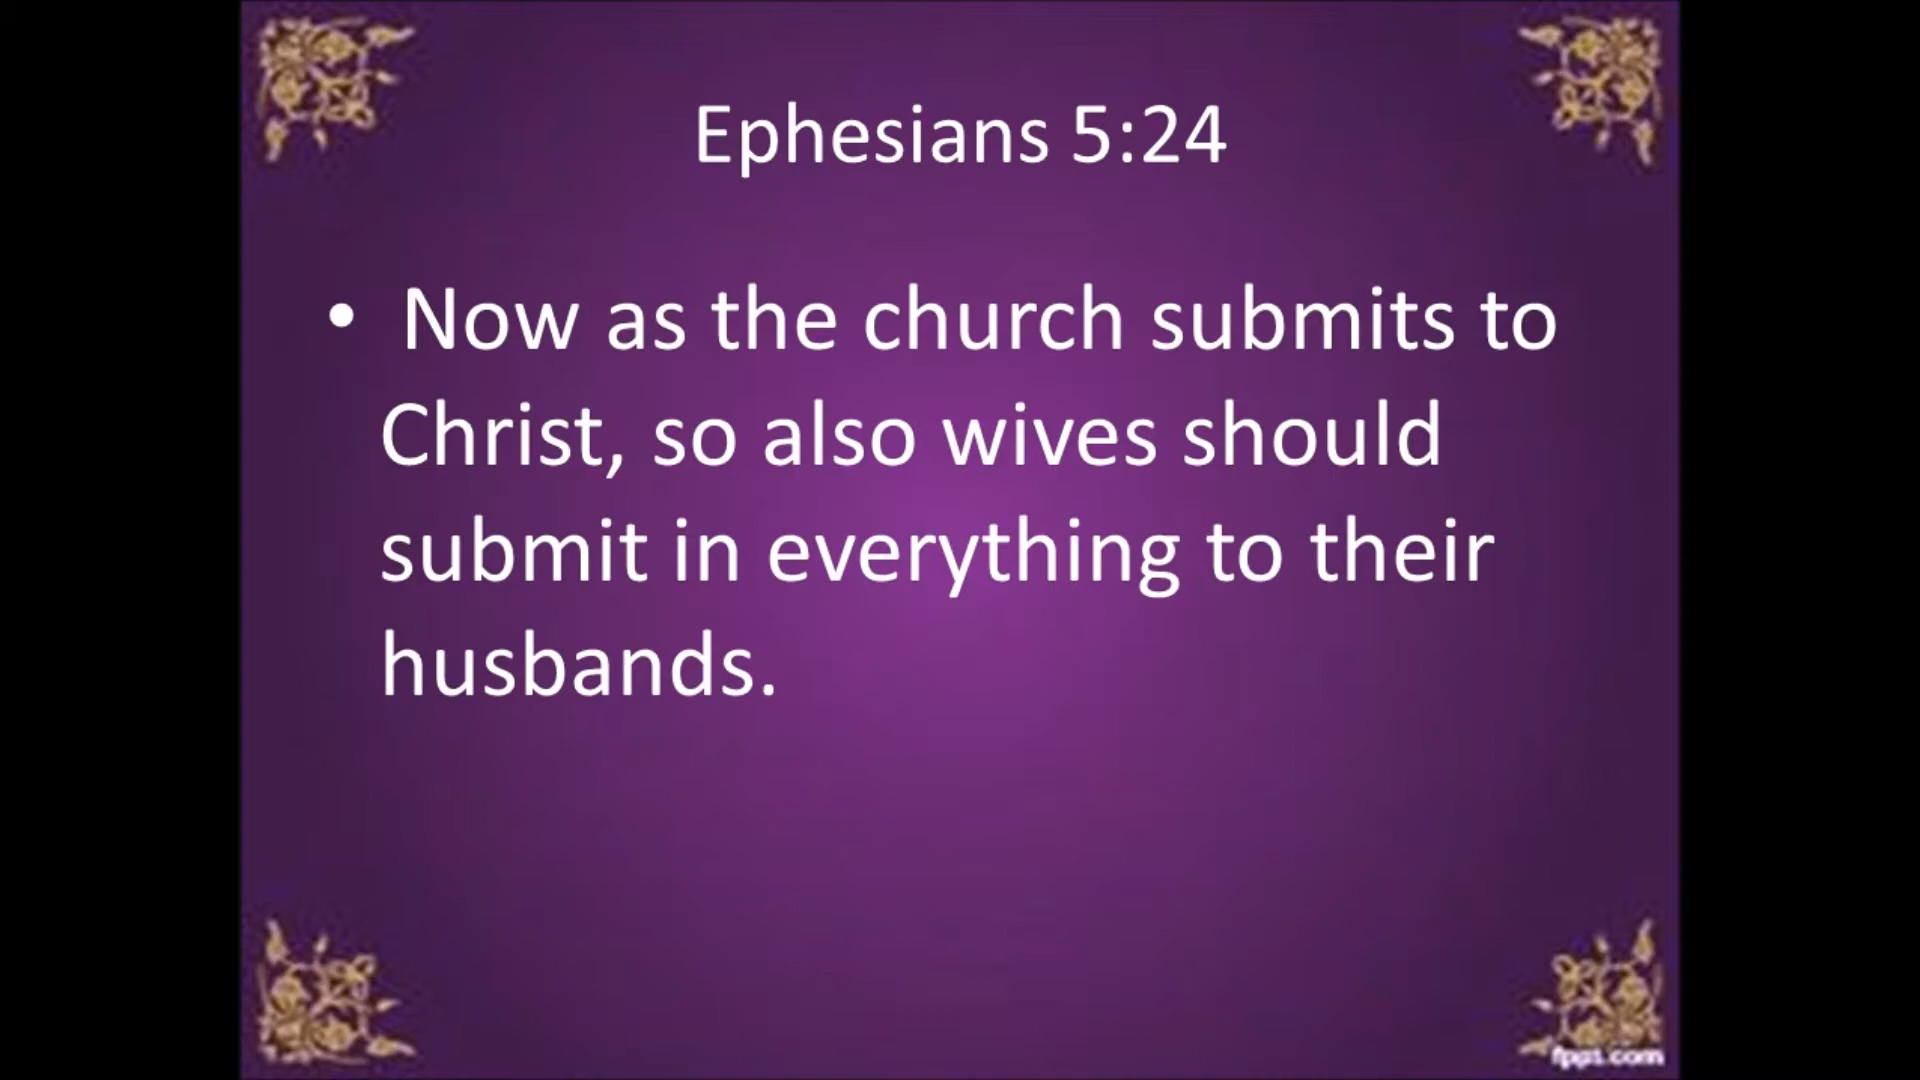 Ephesians 5:24
• Now as the church submits to
Christ, so also wives should
submit in everything to their
husbands.
fppt.com